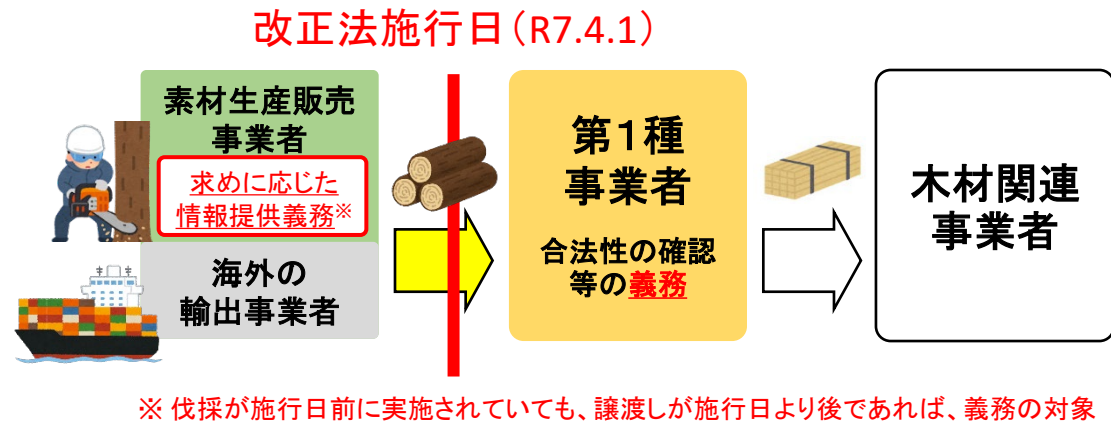 改正法施行日(R7.4.1)
素材生産販売
事業者
求めに応じた
情報提供義務※
海外の
輸出事業者
第１種
事業者
合法性の確認
等の義務
木材関連
事業者
※ 伐採が施行日前に実施されていても、譲渡しが施行日より後であれば、義務の対象